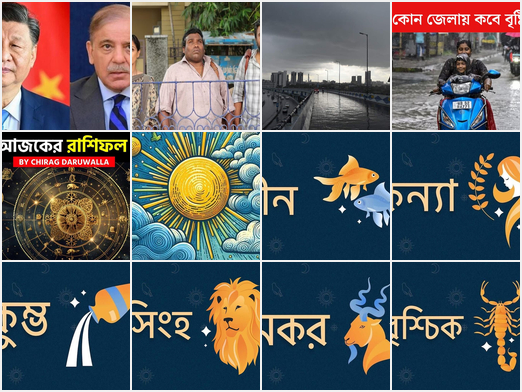 কোন জেলায় কবে
আজকের রাশিফল
BY CHIRAG DARUWALLA
কন্যা
কুম্ভ
সিংহ
মকর
বৃশ্চিক